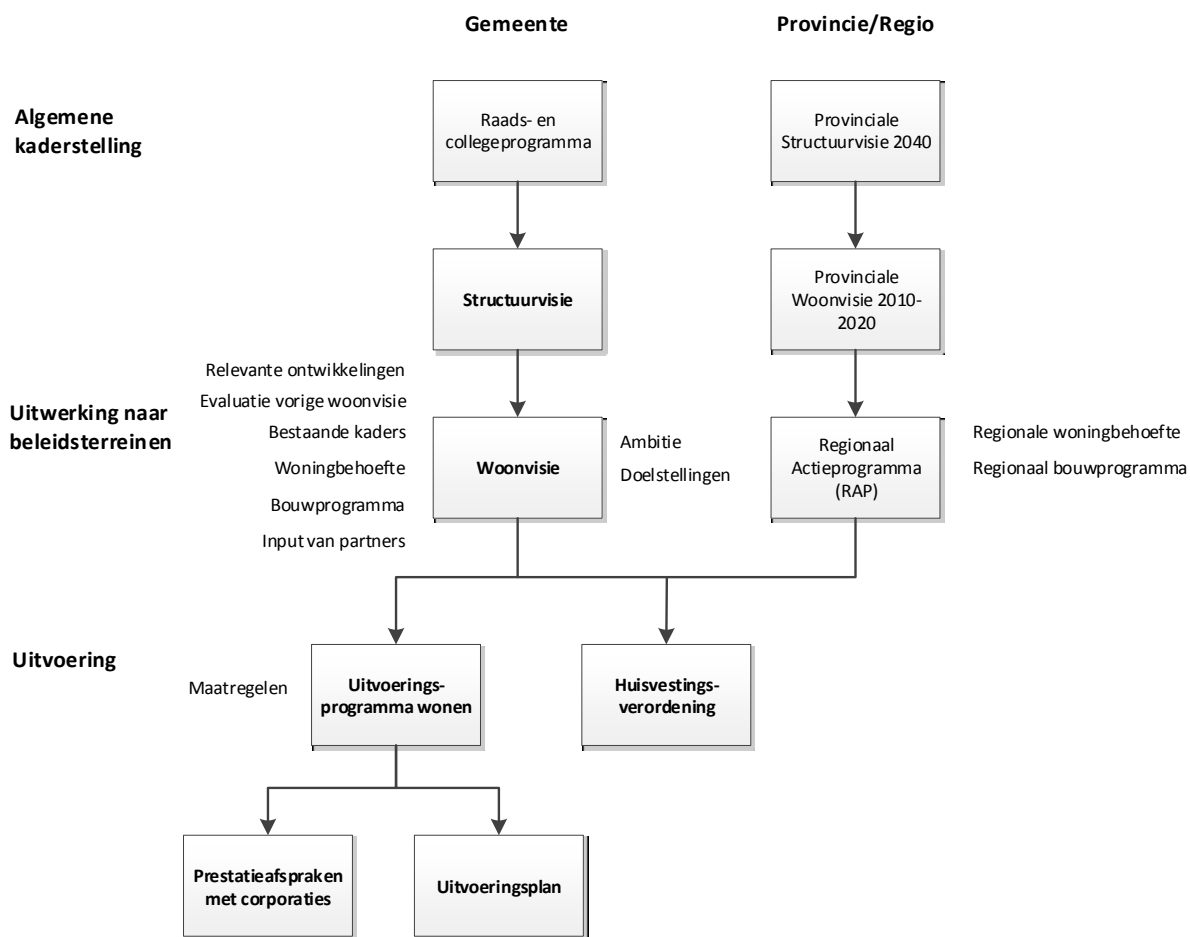 Gemeente
Provincie/Regio
Algemene
kaderstelling
Raads- en
collegeprogramma
Provinciale
Structuurvisie 2040
Structuurvisie
Provinciale
Woonvisie 2010-
2020
Uitwerking naar
beleidsterreinen
Relevante ontwikkelingen
Evaluatie vorige woonvisie
Bestaande kaders
Woningbehoefte
Bouwprogramma
Input van partners
Woonvisie
Ambitie
Doelstellingen
Regionaal
Actieprogramma
(RAP)
Regionale woningbehoefte
Regionaal bouwprogramma
Uitvoering
Maatregelen
Uitvoerings-
programma wonen
Huisvestings-
verordening
Prestatieafspraken
met corporaties
Uitvoeringsplan